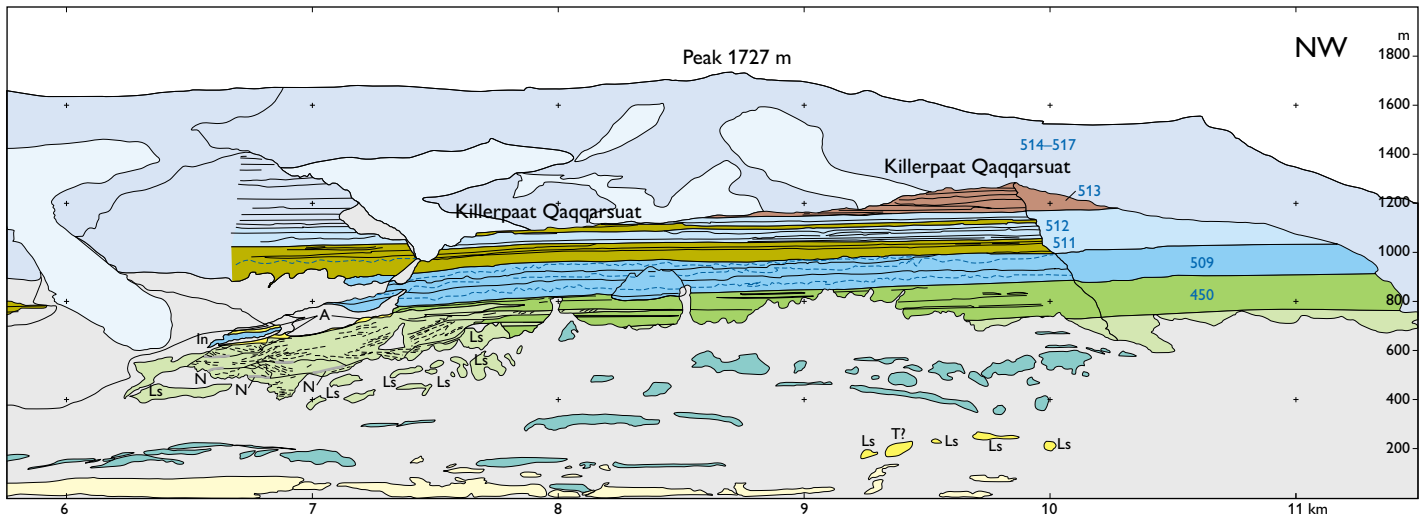 NW
m
1800
Peak 1727 m
1600
514–517
1400
Killerpaat Qaqqarsuat
513
1200
Killerpaat Qaqqarsuat
512
511
1000
509
450
800
A
In
Ls
600
Ls
N
N
N
Ls
Ls
Ls
Ls
400
T?
Ls
Ls
Ls
Ls
200
6
7
8
9
10
11 km